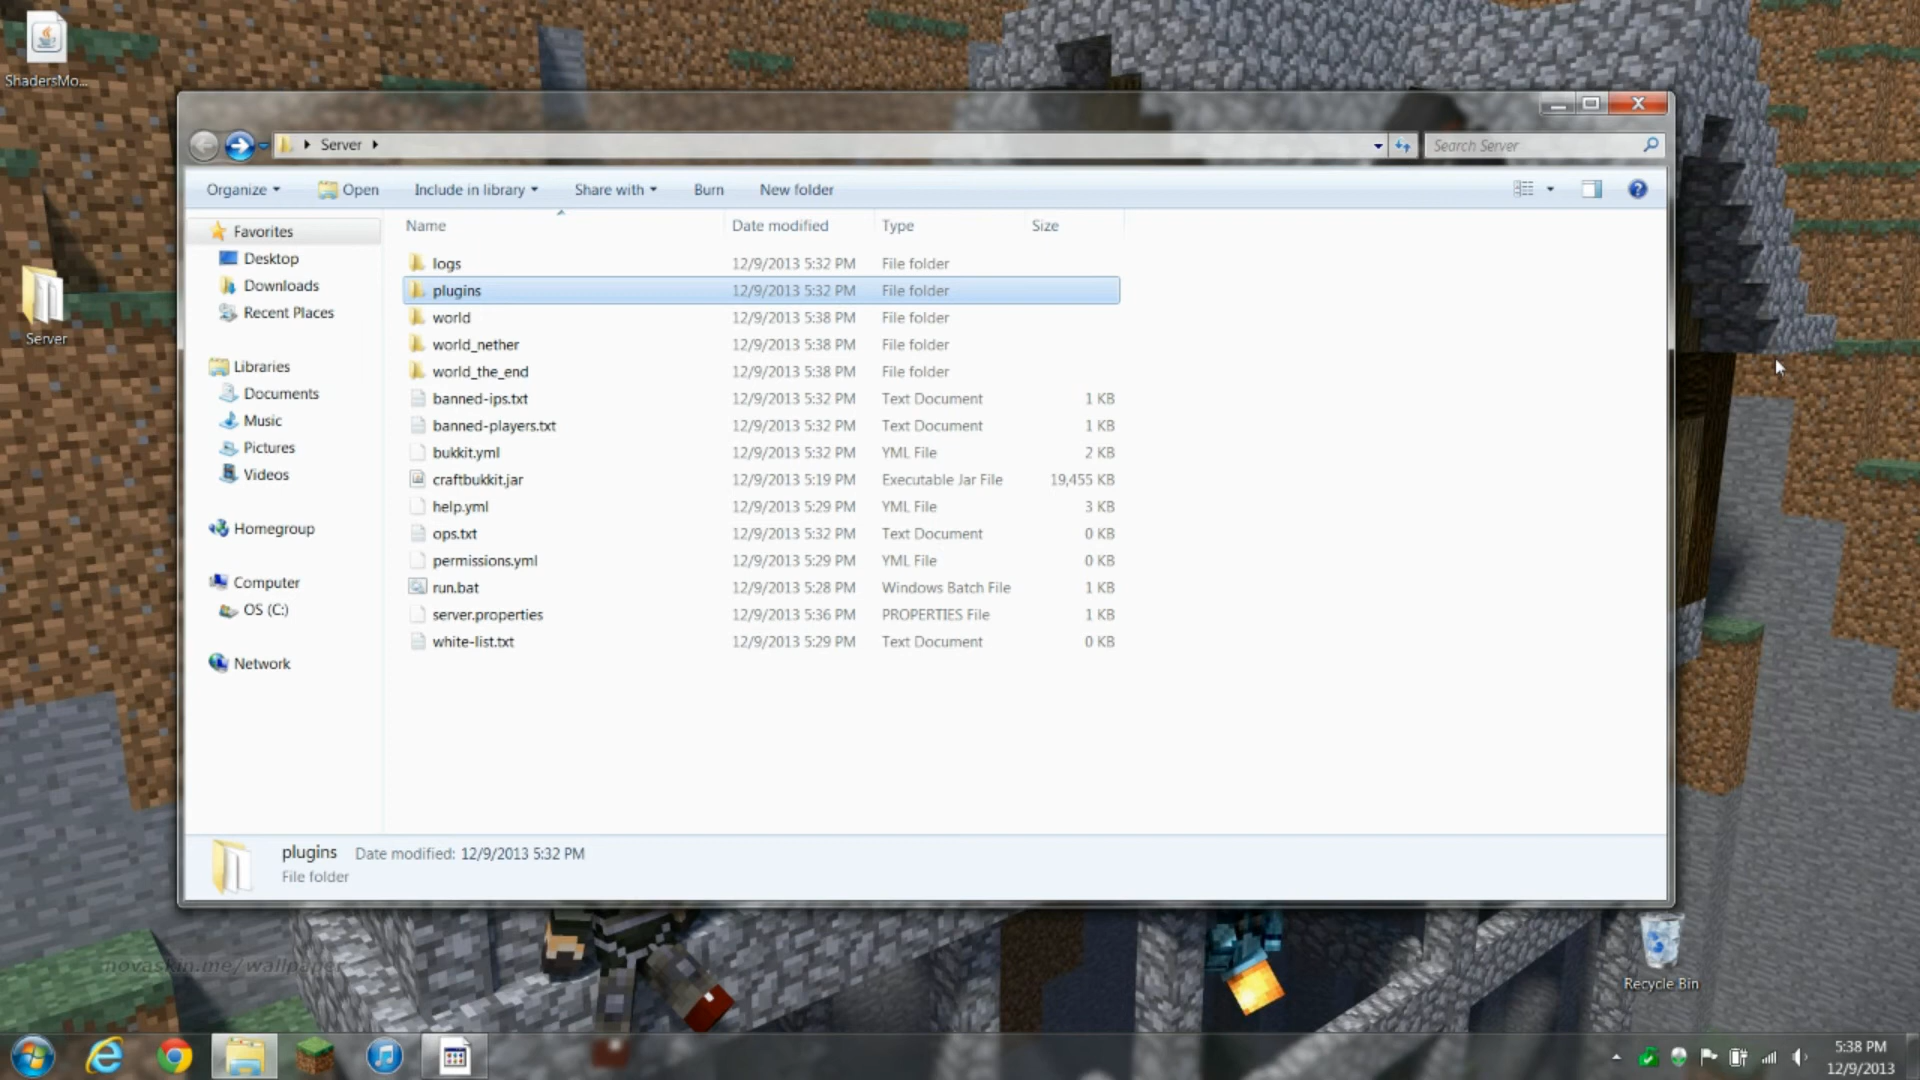 ShadersMo...
Server
Server
Search Server
Organize Open Include in library Share with Burn New folder
Favorites
Desktop
Downloads
Recent Places
Libraries
Documents
Music
Pictures
Videos
Homegroup
Computer
OS (C:)
Network
Name Date modified Type Size
logs 12/9/2013 5:32 PM File folder
plugins 12/9/2013 5:32 PM File folder
world 12/9/2013 5:38 PM File folder
world_nether 12/9/2013 5:38 PM File folder
world_the_end 12/9/2013 5:38 PM File folder
banned-ips.txt 12/9/2013 5:32 PM Text Document 1 KB
banned-players.txt 12/9/2013 5:32 PM Text Document 1 KB
bukkit.yml 12/9/2013 5:32 PM YML File 2 KB
craftbukkit.jar 12/9/2013 5:19 PM Executable Jar File 19,455 KB
help.yml 12/9/2013 5:29 PM YML File 3 KB
ops.txt 12/9/2013 5:32 PM Text Document 0 KB
permissions.yml 12/9/2013 5:29 PM YML File 0 KB
run.bat 12/9/2013 5:28 PM Windows Batch File 1 KB
server.properties 12/9/2013 5:36 PM PROPERTIES File 1 KB
white-list.txt 12/9/2013 5:29 PM Text Document 0 KB
plugins Date modified: 12/9/2013 5:32 PM
File folder
novaskin.me/wallpaper
Recycle Bin
5:38 PM
12/9/2013